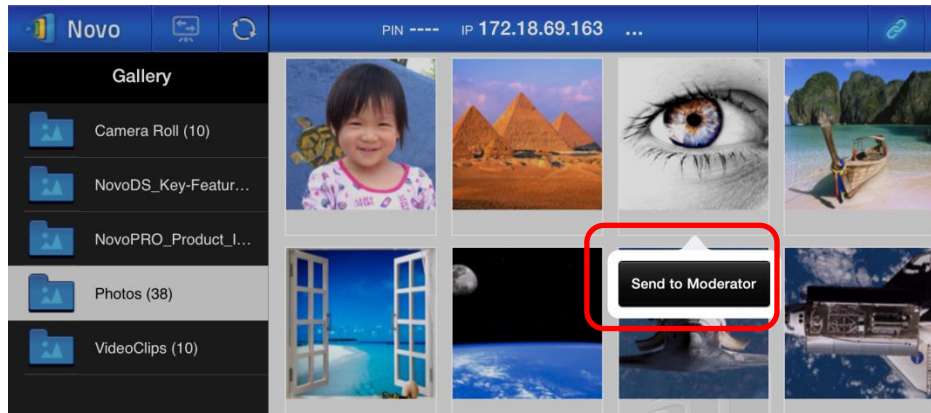 Novo
PIN ---- IP 172.18.69.163 ...
Gallery
Camera Roll (10)
NovoDS_Key-Featur...
NovoPRO_Product_I...
Photos (38)
VideoClips (10)
Send to Moderator